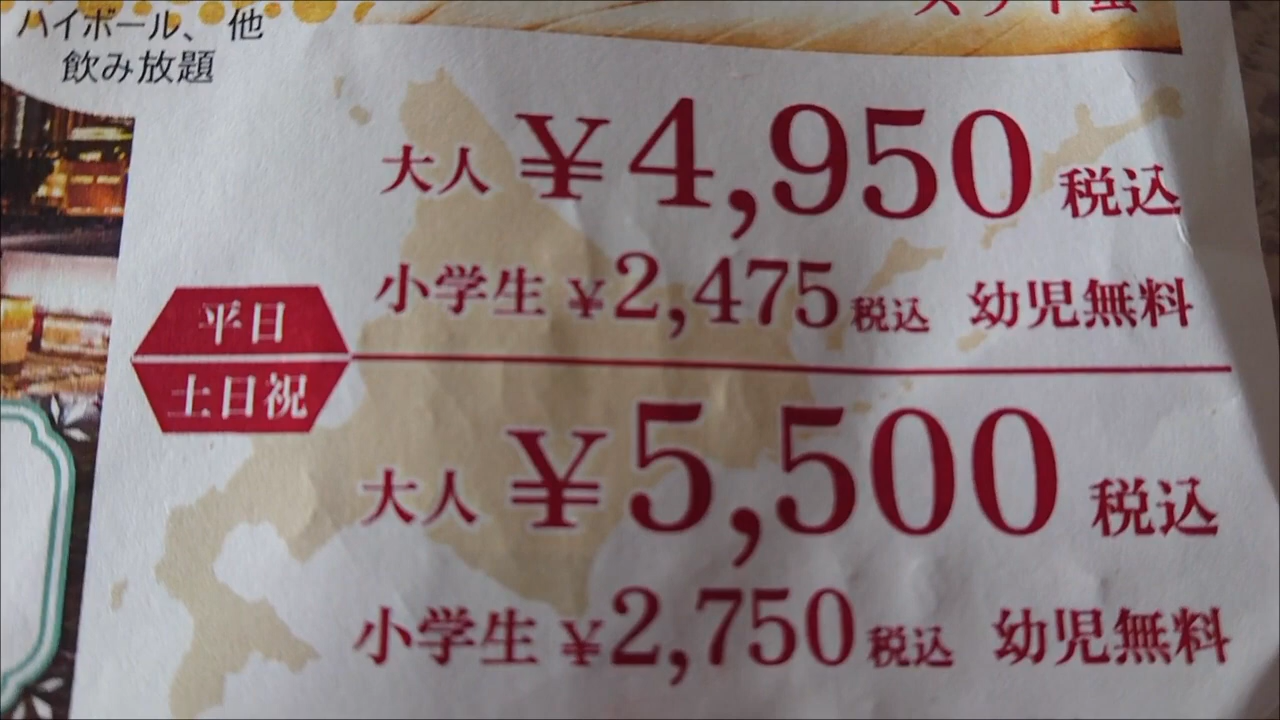 ハイボール、他
飲み放題
大人 ¥4,950 税込
小学生 ¥2,475 税込 幼児無料
平日
土日祝
大人 ¥5,500 税込
小学生 ¥2,750 税込 幼児無料